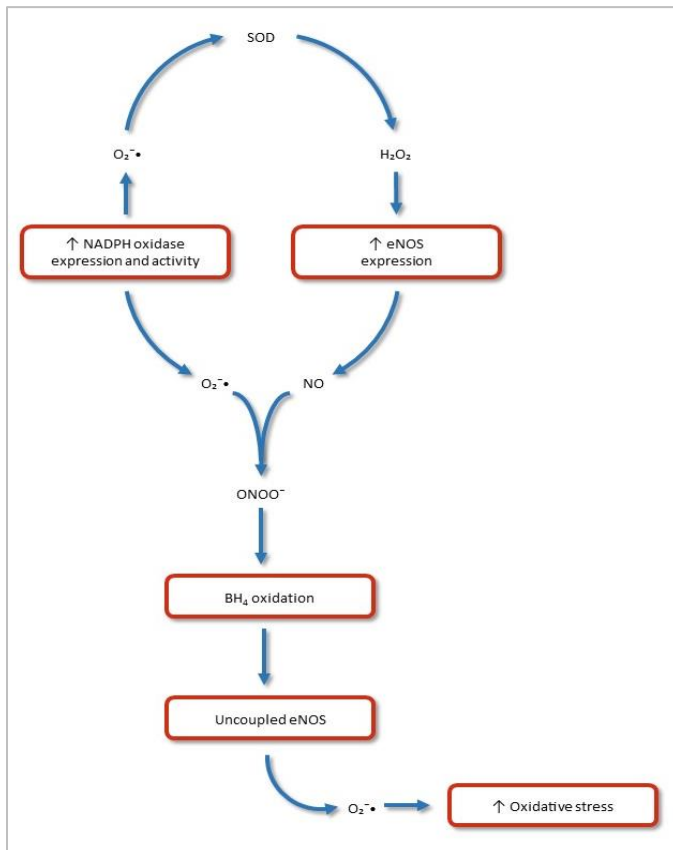 SOD
O₂⁻•
H₂O₂
↑ NADPH oxidase
expression and activity
↑ eNOS
expression
O₂⁻•
NO
ONOO⁻
BH₄ oxidation
Uncoupled eNOS
O₂⁻•
↑ Oxidative stress